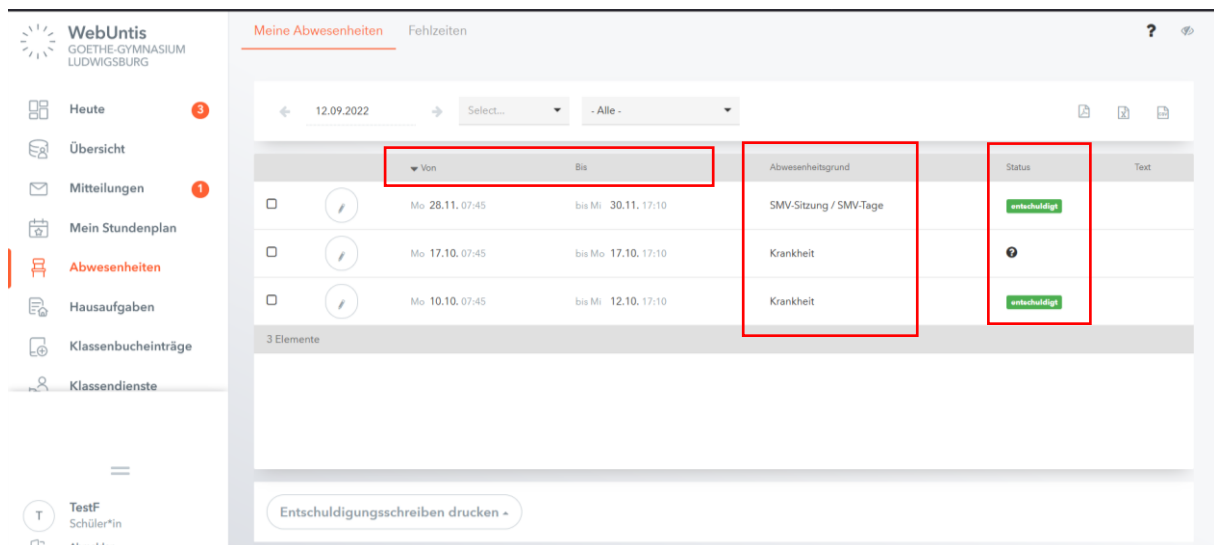 WebUntis
GOETHE-GYMNASIUM
LUDWIGSBURG
Heute 3
Übersicht
Mitteilungen 1
Mein Stundenplan
Abwesenheiten
Hausaufgaben
Klassenbucheinträge
Klassendienste
TestF
Schüler*in
T
Meine Abwesenheiten Fehlzeiten ?
12.09.2022 Select... - Alle -
Von Bis Abwesenheitsgrund Status Text
Mo 28.11. 07:45 bis Mi 30.11. 17:10 SMV-Sitzung / SMV-Tage entschuldigt
Mo 17.10. 07:45 bis Mo 17.10. 17:10 Krankheit ?
Mo 10.10. 07:45 bis Mi 12.10. 17:10 Krankheit entschuldigt
3 Elemente
Entschuldigungsschreiben drucken